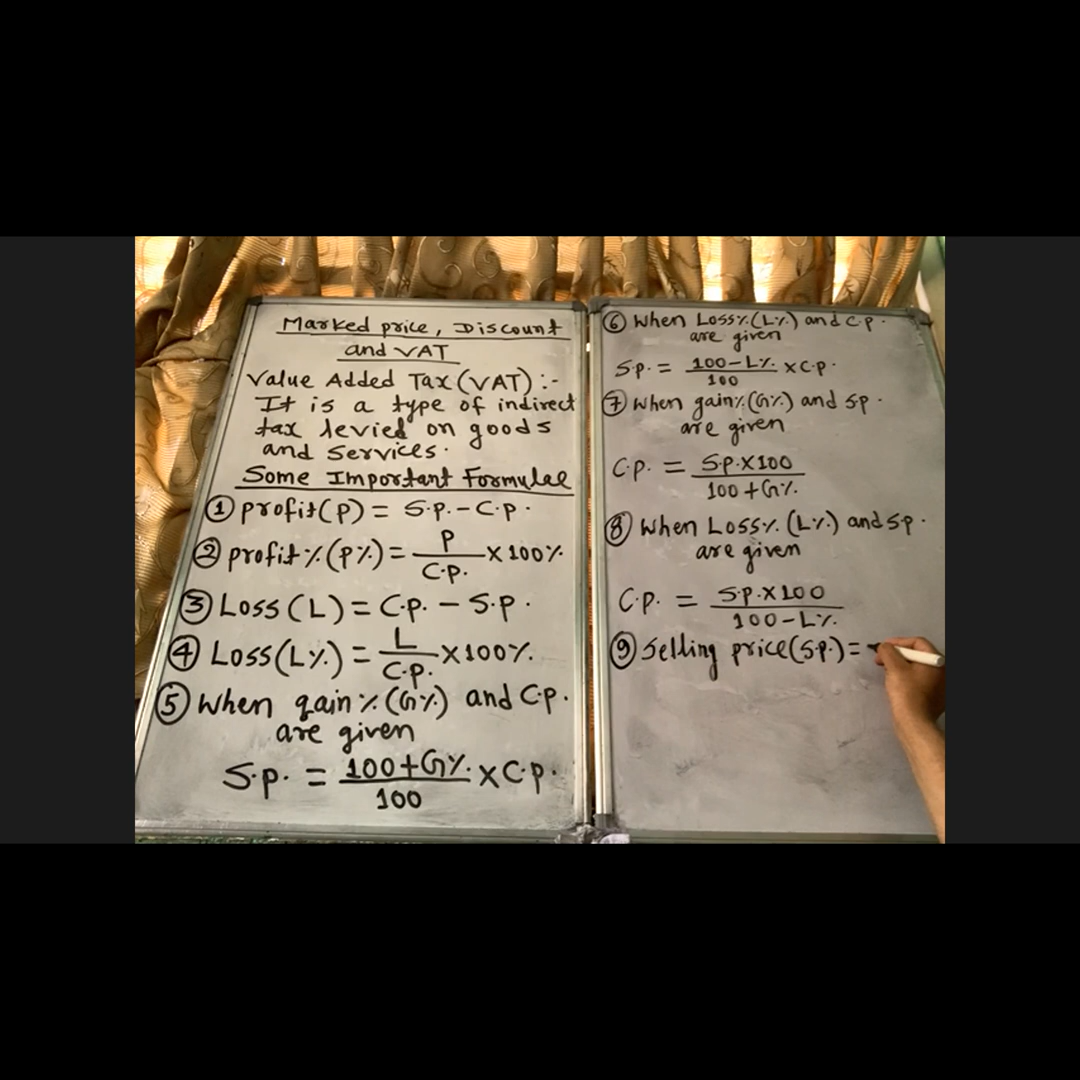 Marked price, Discount
and VAT
Value Added Tax (VAT) :-
It is a type of indirect
tax levied on goods
and services.
Some Important Formulae
① profit(P) = S.P. - C.P.
② profit % (P%) = P/C.P. × 100%
③ Loss (L) = C.P. - S.P.
④ Loss (L%) = L/C.P. × 100%
⑤ When gain % (G%) and C.P.
are given
S.P. = 100+G%/100 × C.P.
⑥ When Loss% (L%) and C.P.
are given
S.P. = 100-L%/100 × C.P.
⑦ When gain% (G%) and S.P.
are given
C.P. = S.P. × 100/100+G%
⑧ When Loss% (L%) and S.P.
are given
C.P. = S.P. × 100/100-L%
⑨ Selling price (S.P.) =